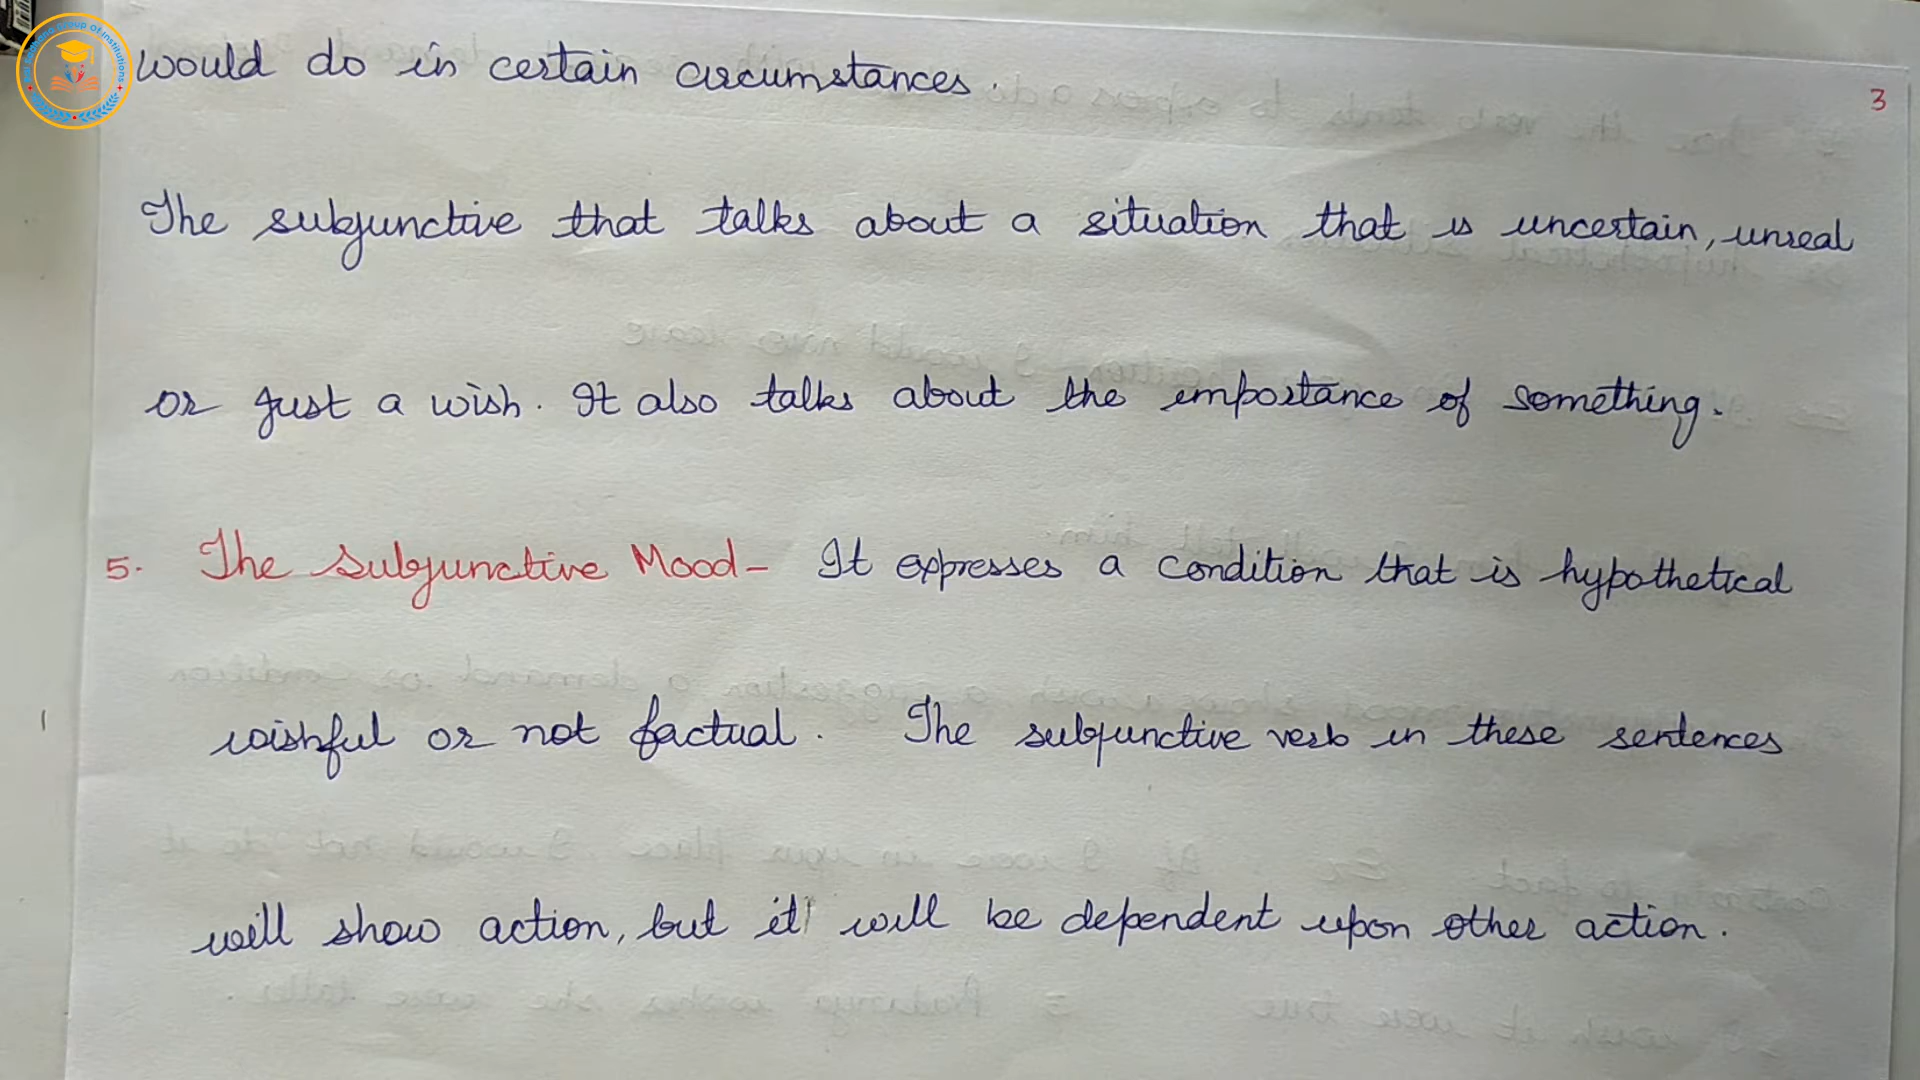 would do in certain circumstances.
3
The subjunctive that talks about a situation that is uncertain, unreal
or just a wish. It also talks about the importance of something.
5. The Subjunctive Mood- It expresses a condition that is hypothetical
wishful or not factual. The subjunctive verb in these sentences
will show action, but it will be dependent upon other action.